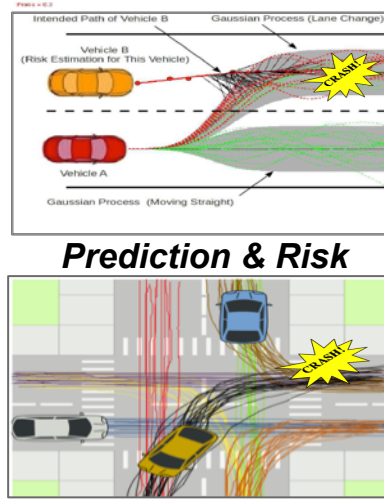 Intended Path of Vehicle B
Gaussian Process (Lane Change)
Vehicle B
(Risk Estimation for This Vehicle)
CRASH!
Vehicle A
Gaussian Process (Moving Straight)
Prediction & Risk
CRASH!